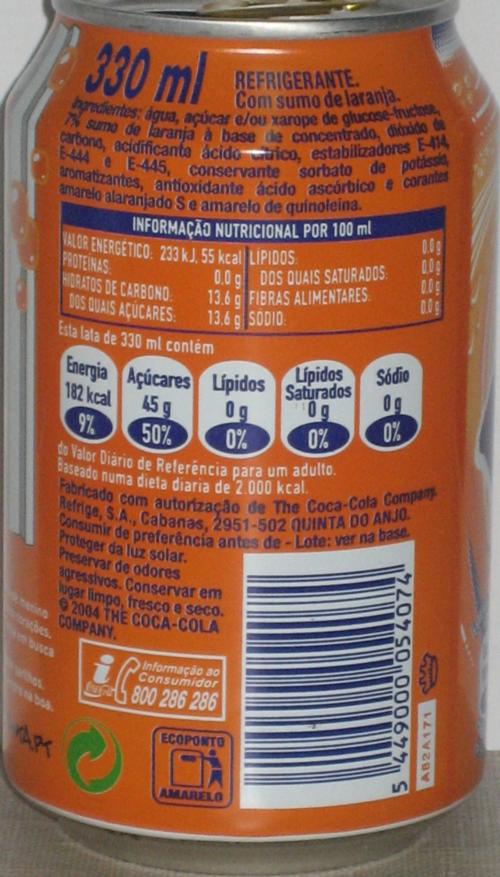 330 ml
REFRIGERANTE.
Com sumo de laranja.
Ingredientes: água, açúcar e/ou xarope de glucose-fructose,
7% sumo de laranja à base de concentrado, dióxido de
carbono, acidificante ácido cítrico, estabilizadores E-414,
E-444 e E-445, conservante sorbato de potássio,
aromatizantes, antioxidante ácido ascórbico e corantes
amarelo alaranjado S e amarelo de quinoleina.
INFORMAÇÃO NUTRICIONAL POR 100 ml
VALOR ENERGÉTICO: 233 kJ, 55 kcal
PROTEÍNAS: 0.0 g
HIDRATOS DE CARBONO: 13.6 g
DOS QUAIS AÇÚCARES: 13.6 g
LÍPIDOS: 0.0 g
DOS QUAIS SATURADOS: 0.0 g
FIBRAS ALIMENTARES: 0.0 g
SÓDIO: 0.0 g
Esta lata de 330 ml contém
Energia
182 kcal
9%
Açúcares
45 g
50%
Lípidos
0 g
0%
Lípidos
Saturados
0 g
0%
Sódio
0 g
0%
do Valor Diário de Referência para um adulto.
Baseado numa dieta diaria de 2.000 kcal.
Fabricado com autorização de The Coca-Cola Company.
Refrige, S.A., Cabanas, 2951-502 QUINTA DO ANJO.
Consumir de preferência antes de - Lote: ver na base.
Proteger da luz solar.
Preservar de odores
agressivos. Conservar em
lugar limpo, fresco e seco.
© 2004 THE COCA-COLA
COMPANY.
Informação ao
Consumidor
800 286 286
ECOPONTO
AMARELO
5 449000 054074
AB2A171
menino
corações,
em busca
na boa.